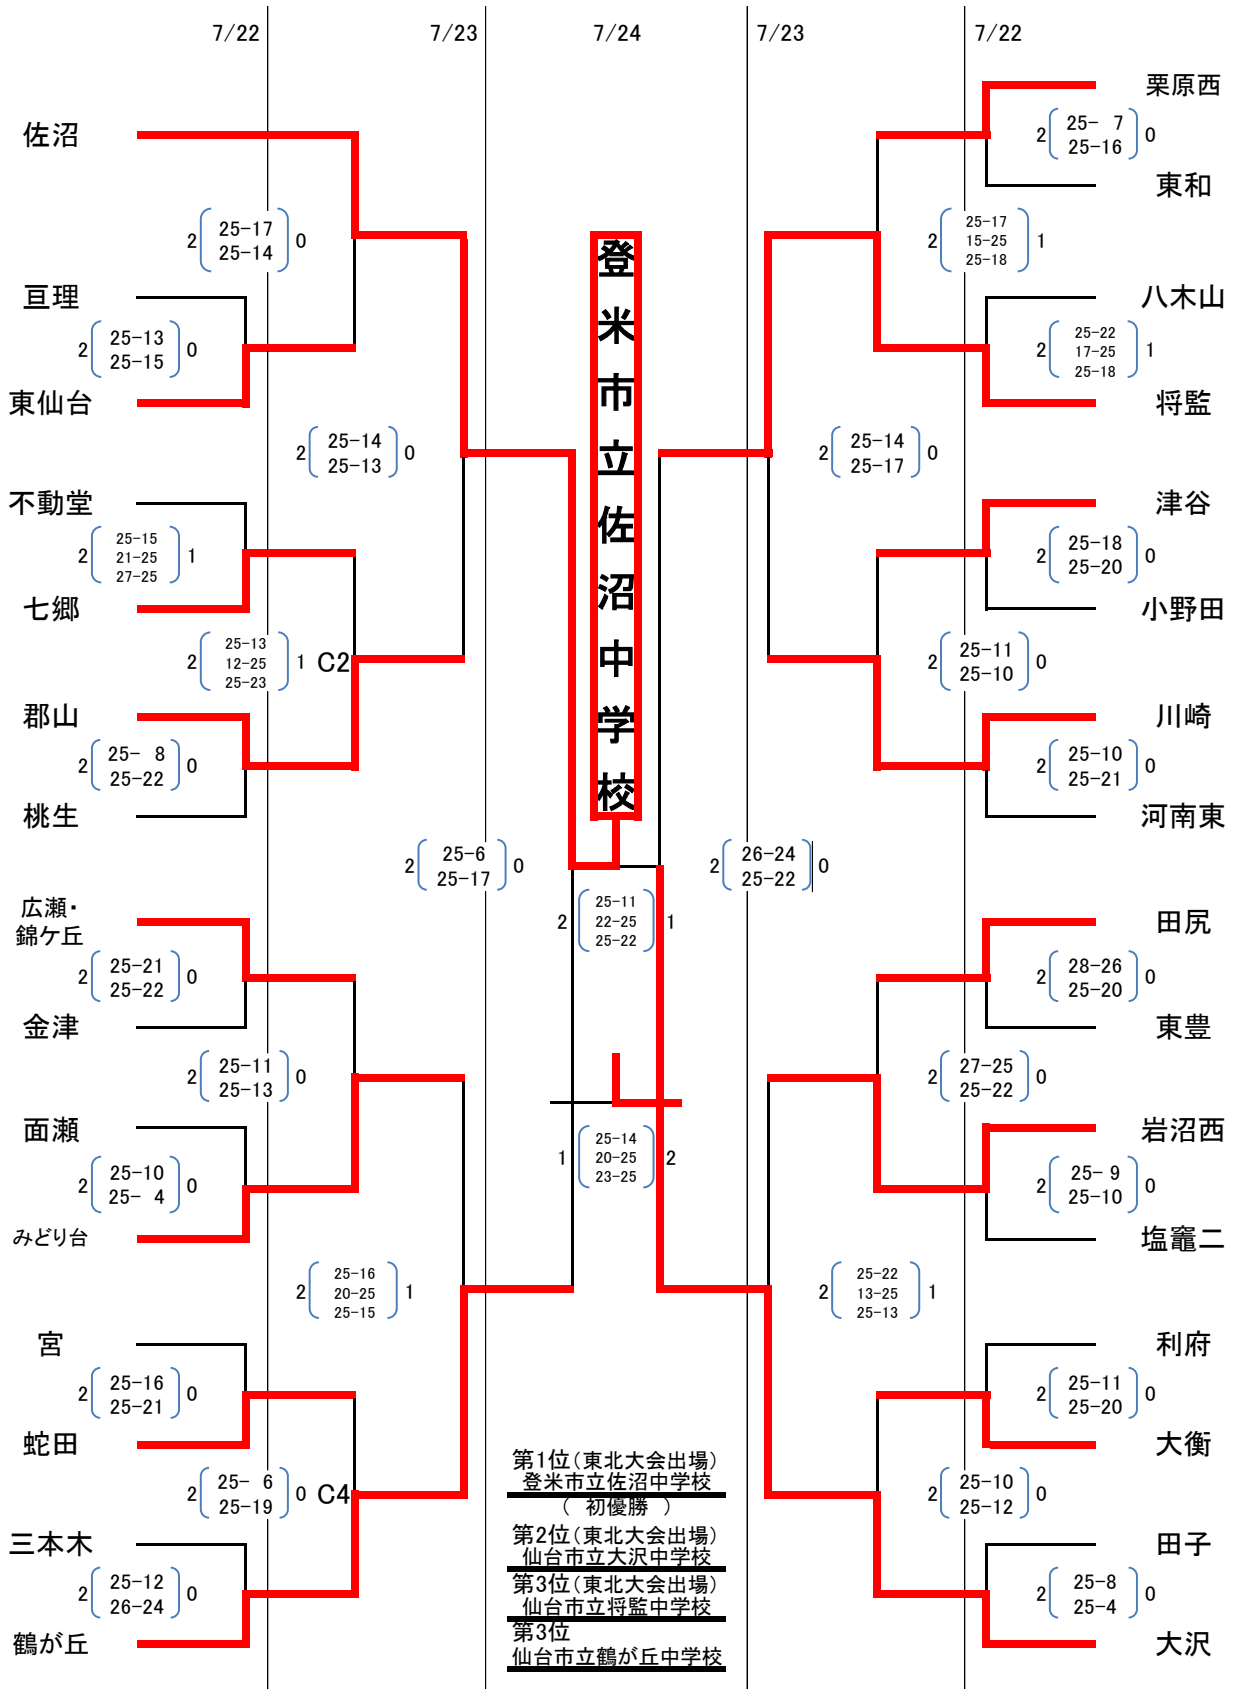 7/22
7/23
7/24
7/23
7/22
佐沼
2 25-17 0
25-14
亘理
2 25-13 0
25-15
東仙台
2 25-14 0
25-13
不動堂
2 25-15 1
21-25
27-25
七郷
2 25-13 1 C2
12-25
25-23
郡山
2 25- 8 0
25-22
桃生
2 25-6 0
25-17
広瀬・
錦ケ丘
2 25-21 0
25-22
金津
2 25-11 0
25-13
面瀬
2 25-10 0
25- 4
みどり台
2 25-16 1
20-25
25-15
宮
2 25-16 0
25-21
蛇田
2 25- 6 0 C4
25-19
三本木
2 25-12 0
26-24
鶴が丘
登米市立佐沼中学校
2 25-11 1
22-25
25-22
1 25-14 2
20-25
23-25
第1位(東北大会出場)
登米市立佐沼中学校
( 初優勝 )
第2位(東北大会出場)
仙台市立大沢中学校
第3位(東北大会出場)
仙台市立将監中学校
第3位
仙台市立鶴が丘中学校
栗原西
2 25- 7 0
25-16
東和
2 25-17 1
15-25
25-18
八木山
2 25-22 1
17-25
25-18
将監
2 25-14 0
25-17
津谷
2 25-18 0
25-20
小野田
2 25-11 0
25-10
川崎
2 25-10 0
25-21
河南東
2 26-24 0
25-22
田尻
2 28-26 0
25-20
東豊
2 27-25 0
25-22
岩沼西
2 25- 9 0
25-10
塩竈二
2 25-22 1
13-25
25-13
利府
2 25-11 0
25-20
大衡
2 25-10 0
25-12
田子
2 25-8 0
25-4
大沢